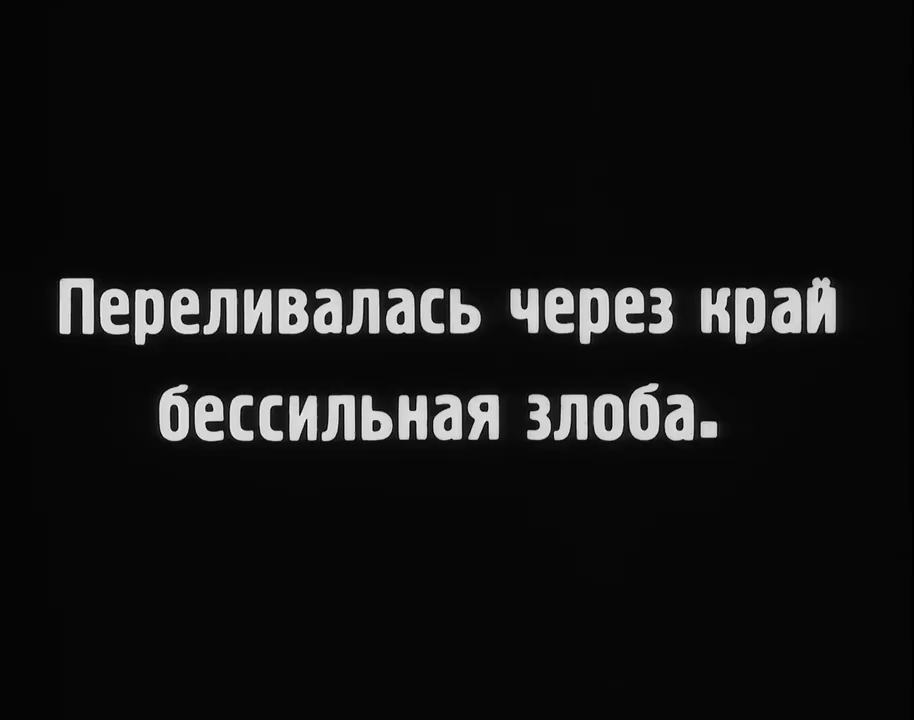 Переливалась через край
бессильная злоба.